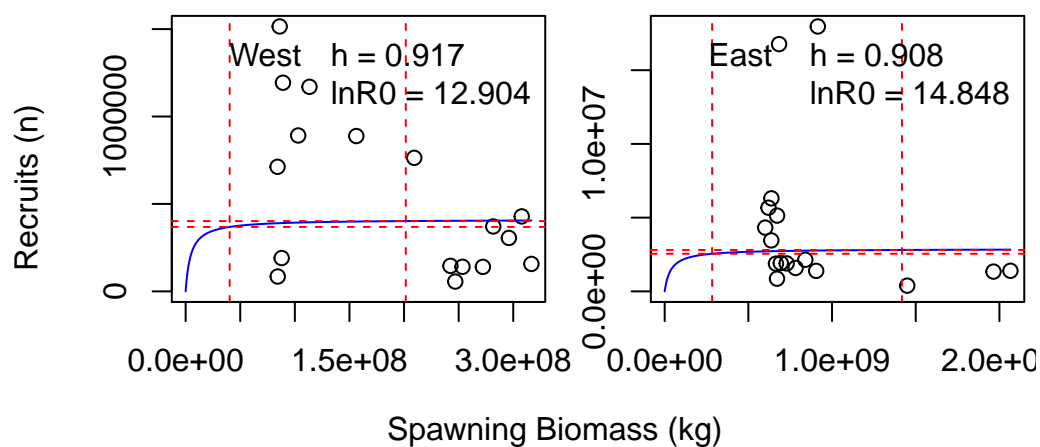 West h = 0.917
lnR0 = 12.904
East h = 0.908
lnR0 = 14.848
Recruits (n)
0 1000000
0.0e+00 1.0e+07
0.0e+00 1.5e+08 3.0e+08
0.0e+00 1.0e+09 2.0e
Spawning Biomass (kg)